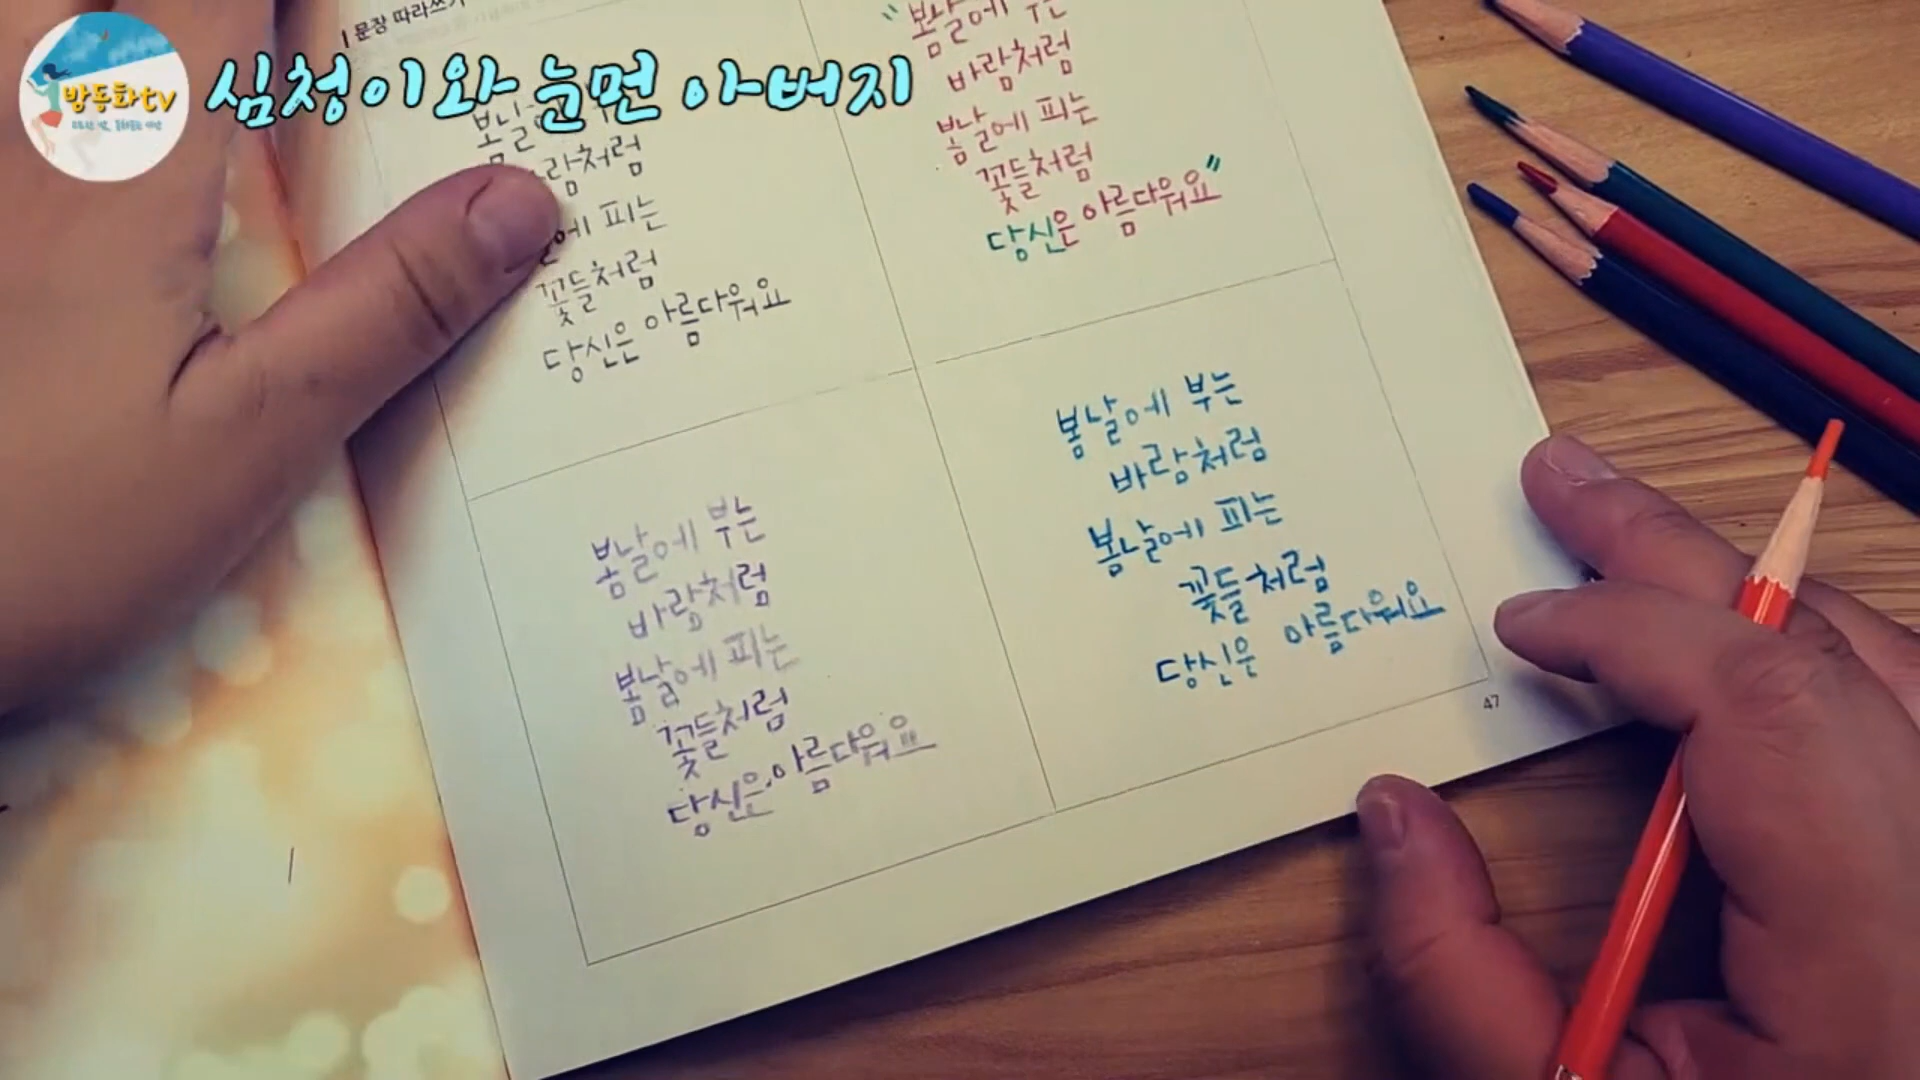 문장 따라쓰기
방동화tv
심청이와 눈먼 아버지
람처럼
에 피는
꽃들처럼
당신은 아름다워요
"봄날에 부는
바람처럼
봄날에 피는
꽃들처럼
당신은 아름다워요"
봄날에 부는
바람처럼
봄날에 피는
꽃들처럼
당신은 아름다워요
봄날에 부는
바람처럼
봄날에 피는
꽃들처럼
당신은 아름다워요
47